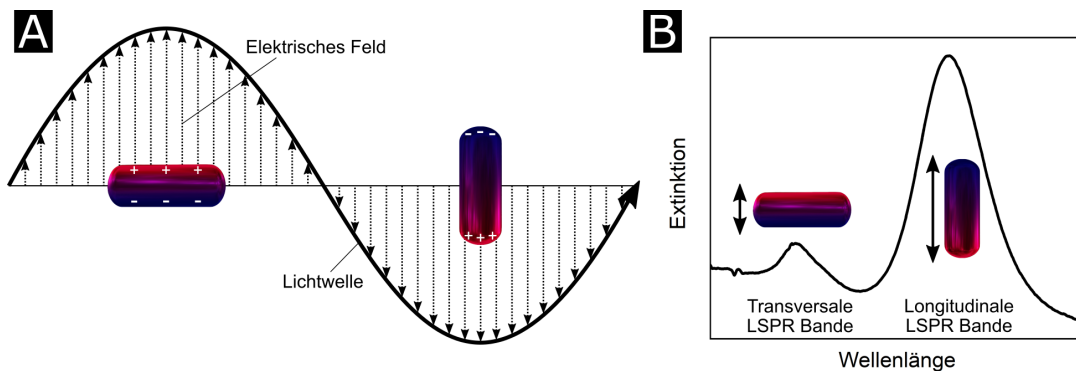 A
Elektrisches Feld
+ + +
- - -
- - -
+ + +
Lichtwelle
B
Extinktion
Transversale
LSPR Bande
Longitudinale
LSPR Bande
Wellenlänge